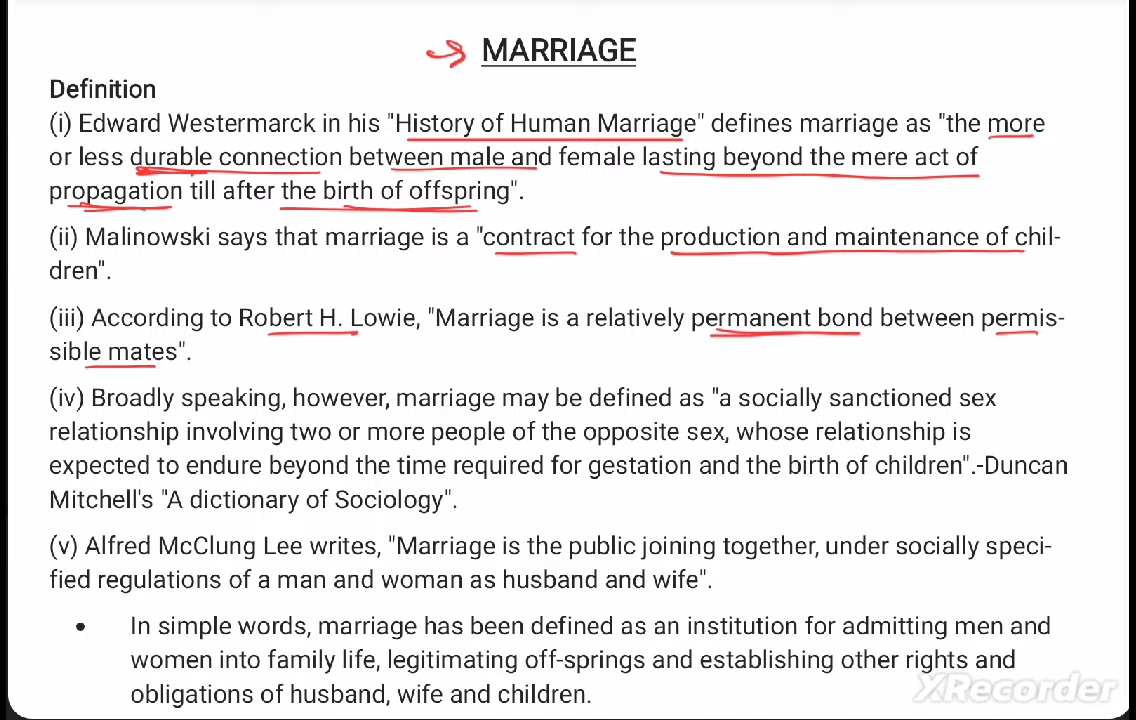 MARRIAGE
Definition
(i) Edward Westermarck in his "History of Human Marriage" defines marriage as "the more
or less durable connection between male and female lasting beyond the mere act of
propagation till after the birth of offspring".
(ii) Malinowski says that marriage is a "contract for the production and maintenance of chil-
dren".
(iii) According to Robert H. Lowie, "Marriage is a relatively permanent bond between permis-
sible mates".
(iv) Broadly speaking, however, marriage may be defined as "a socially sanctioned sex
relationship involving two or more people of the opposite sex, whose relationship is
expected to endure beyond the time required for gestation and the birth of children".-Duncan
Mitchell's "A dictionary of Sociology".
(v) Alfred McClung Lee writes, "Marriage is the public joining together, under socially speci-
fied regulations of a man and woman as husband and wife".
• In simple words, marriage has been defined as an institution for admitting men and
women into family life, legitimating off-springs and establishing other rights and
obligations of husband, wife and children.
XRecorder